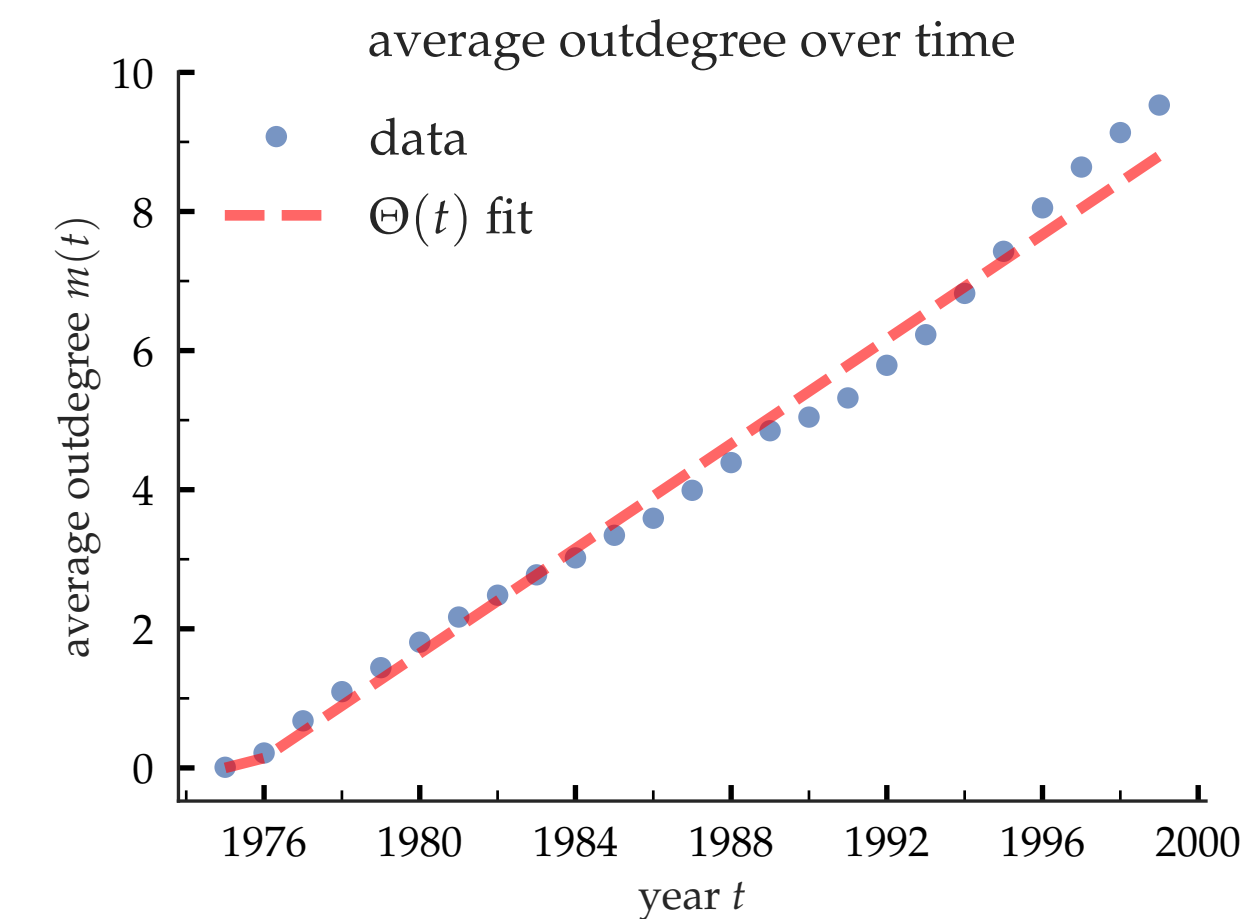 average outdegree over time
10
data
Θ(t) fit
8
6
4
2
0
average outdegree m(t)
1976 1980 1984 1988 1992 1996 2000
year t